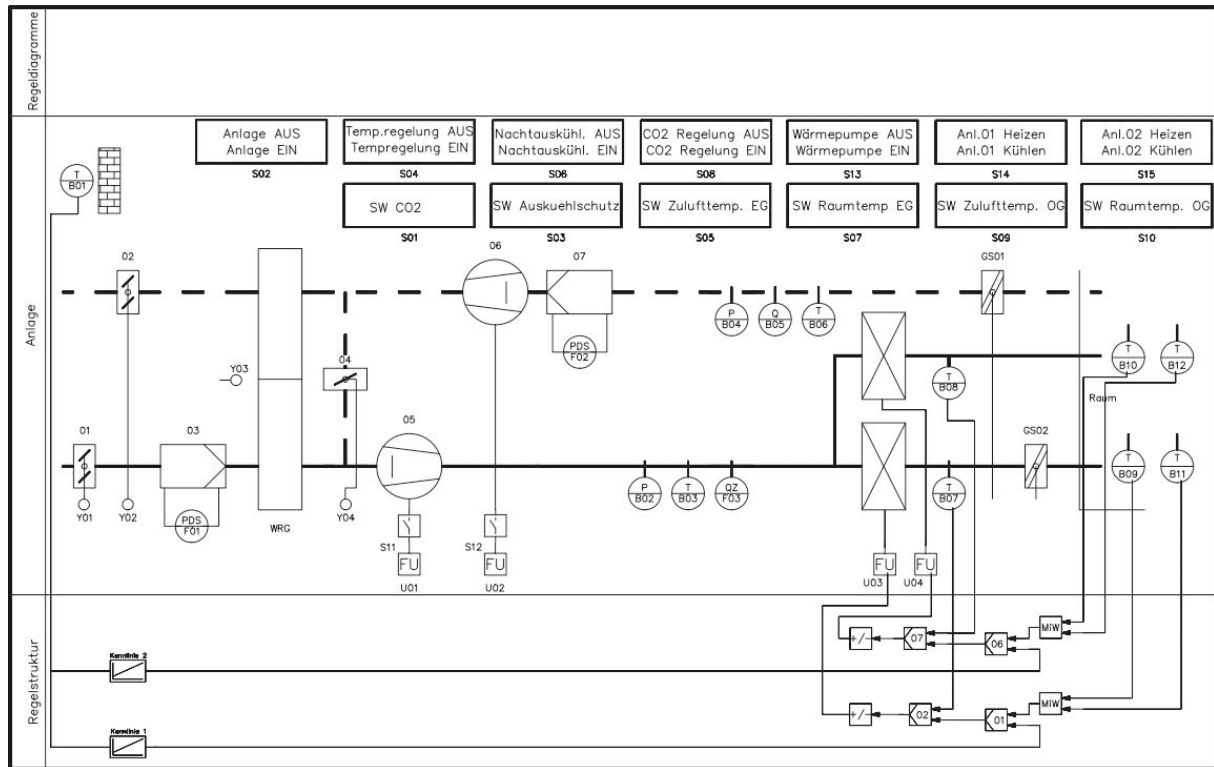 Regeldiagramme
Anlage
Regelstruktur
Anlage AUS
Anlage EIN
S02
Temp.regelung AUS
Tempregelung EIN
S04
Nachtauskühl. AUS
Nachtauskühl. EIN
S06
CO2 Regelung AUS
CO2 Regelung EIN
S08
Wärmepumpe AUS
Wärmepumpe EIN
S13
Anl.01 Heizen
Anl.01 Kühlen
S14
Anl.02 Heizen
Anl.02 Kühlen
S15
SW CO2
S01
SW Auskuehlschutz
S03
SW Zulufttemp. EG
S05
SW Raumtemp EG
S07
SW Zulufttemp. OG
S09
SW Raumtemp. OG
S10
T
B01
02
06
07
GS01
P
B04
Q
B05
T
B06
PDS
F02
Y03
04
T
B08
T
B10
T
B12
Raum
01
03
05
GS02
P
B02
T
B03
QZ
F03
T
B07
T
B09
T
B11
Y01
Y02
PDS
F01
WRG
Y04
S11
FU
U01
S12
FU
U02
FU
U03
FU
U04
+/-
07
06
MiW
Kennlinie 2
+/-
02
01
MiW
Kennlinie 1